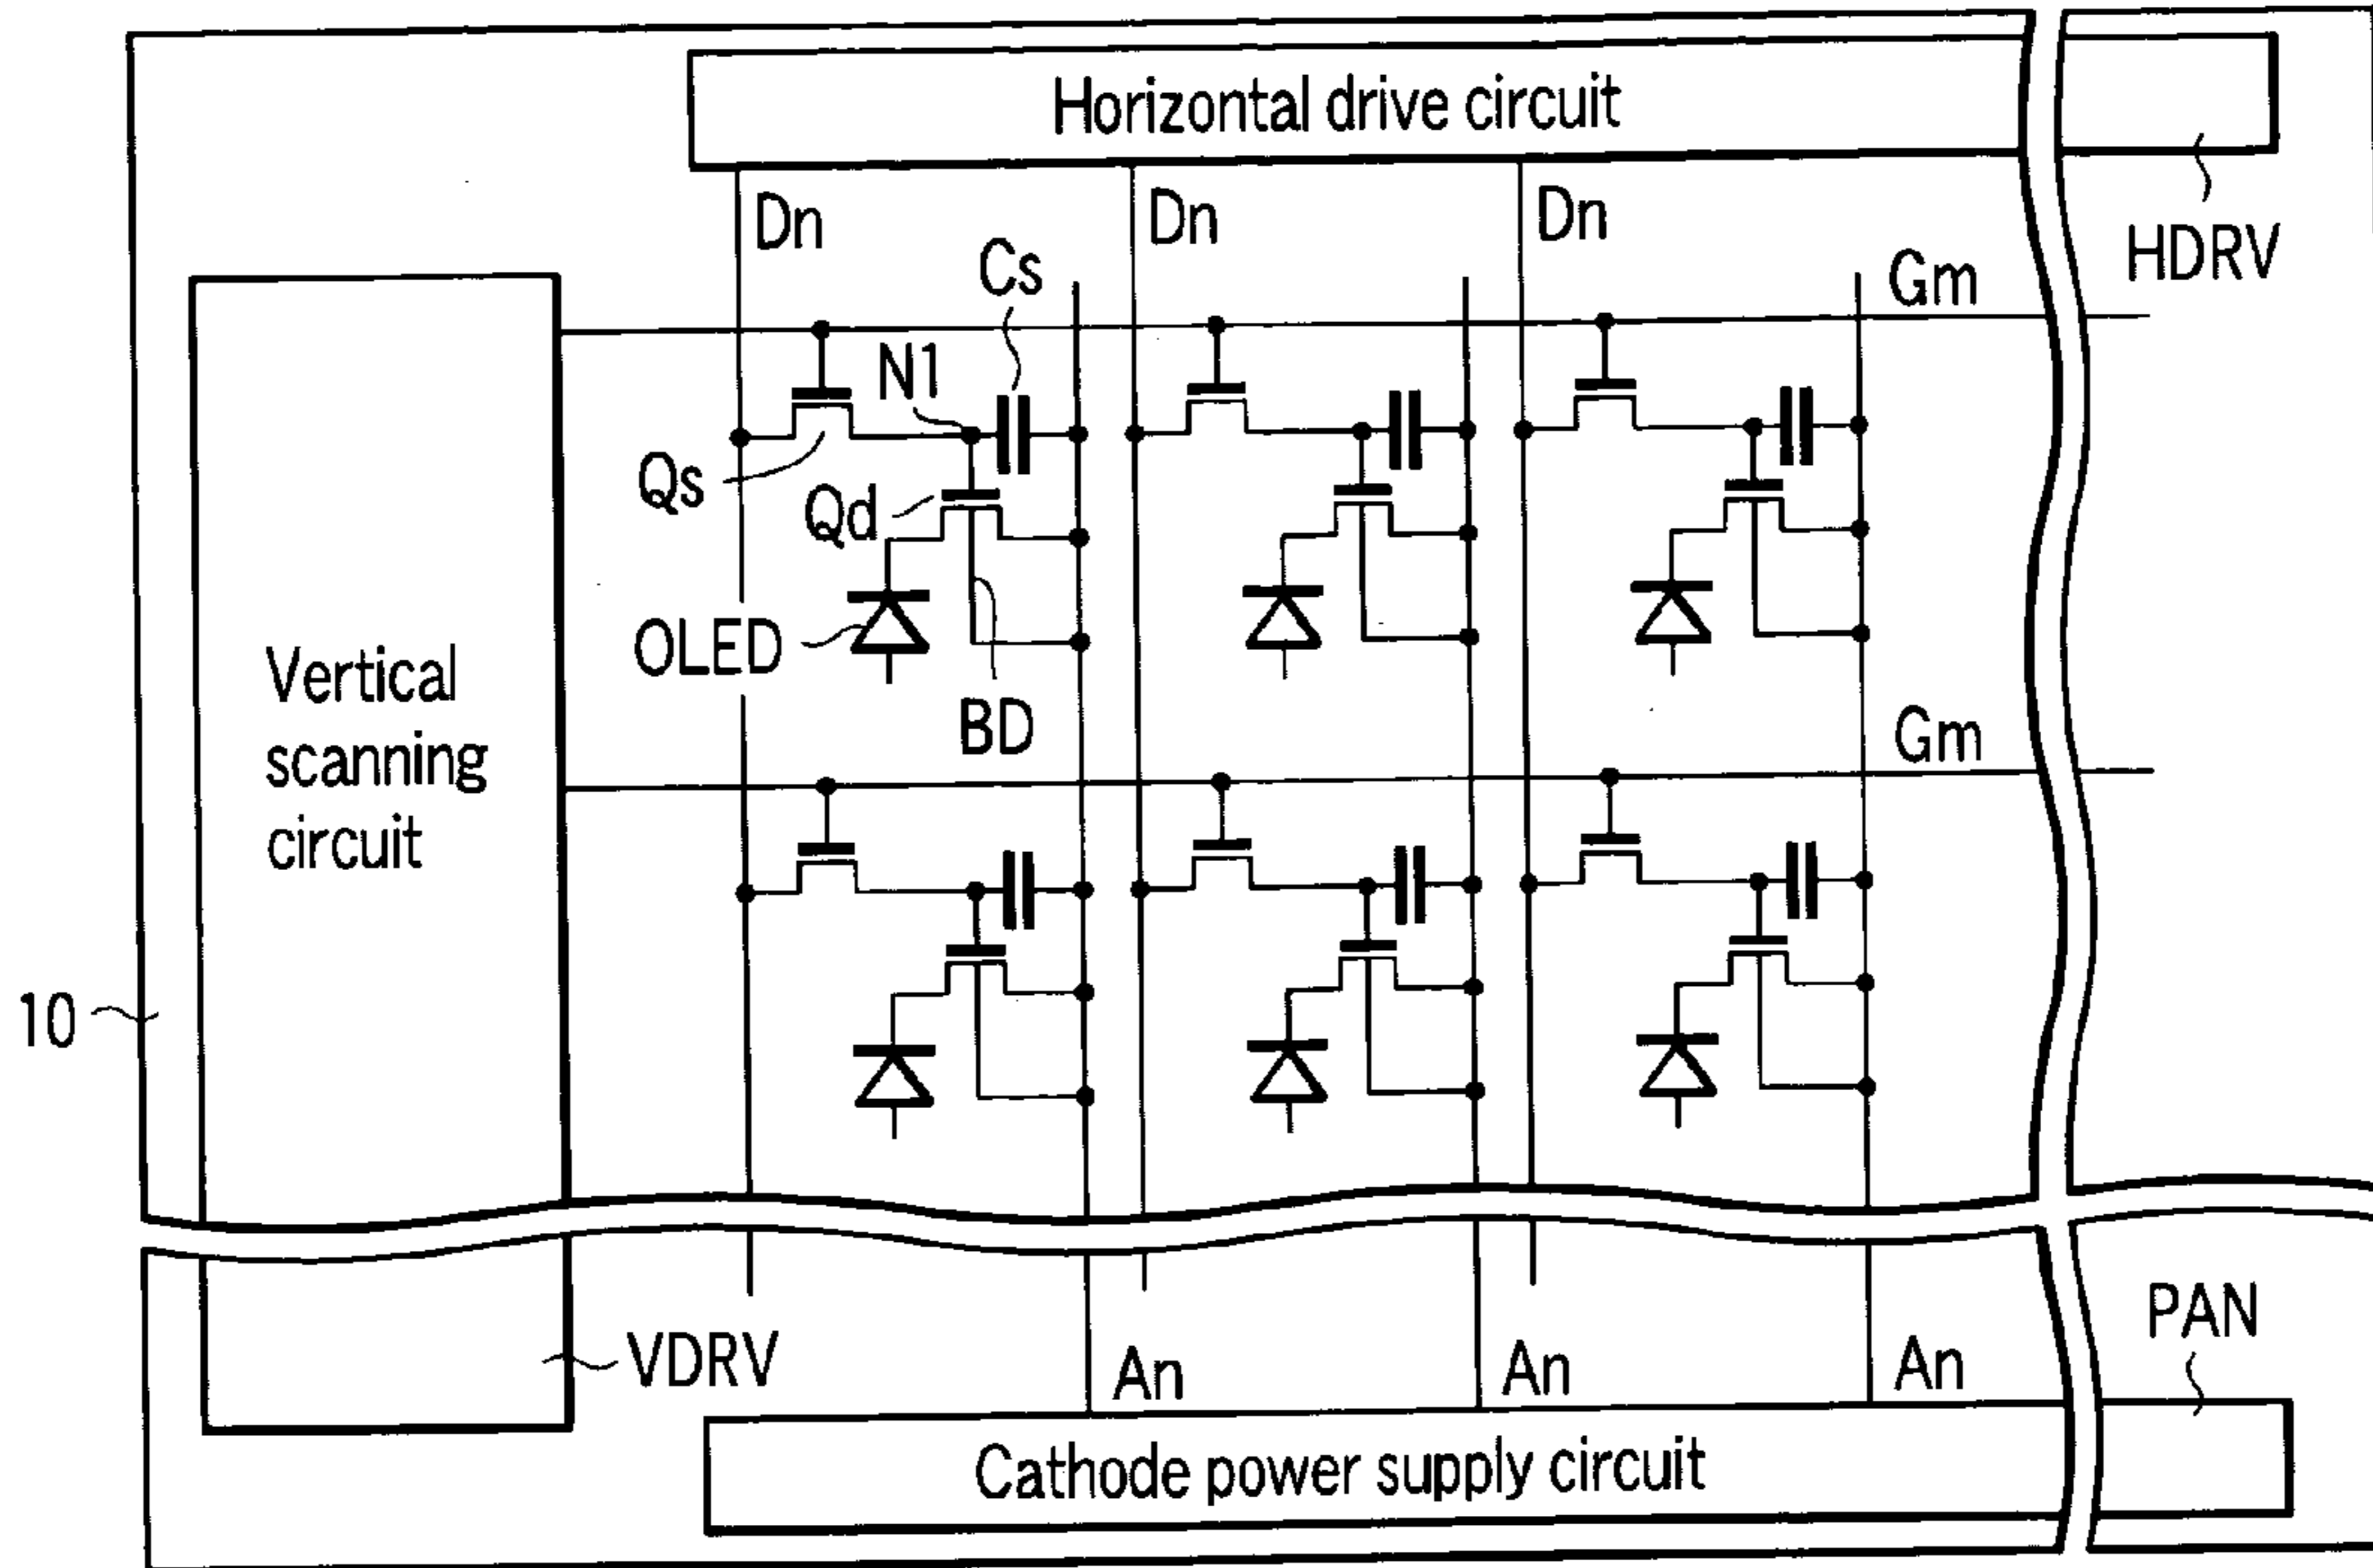 Horizontal drive circuit
Dn
Dn
Dn
HDRV
Cs
Gm
N1
Qs
Qd
OLED
BD
Vertical
scanning
circuit
Gm
10
VDRV
An
An
An
PAN
Cathode power supply circuit